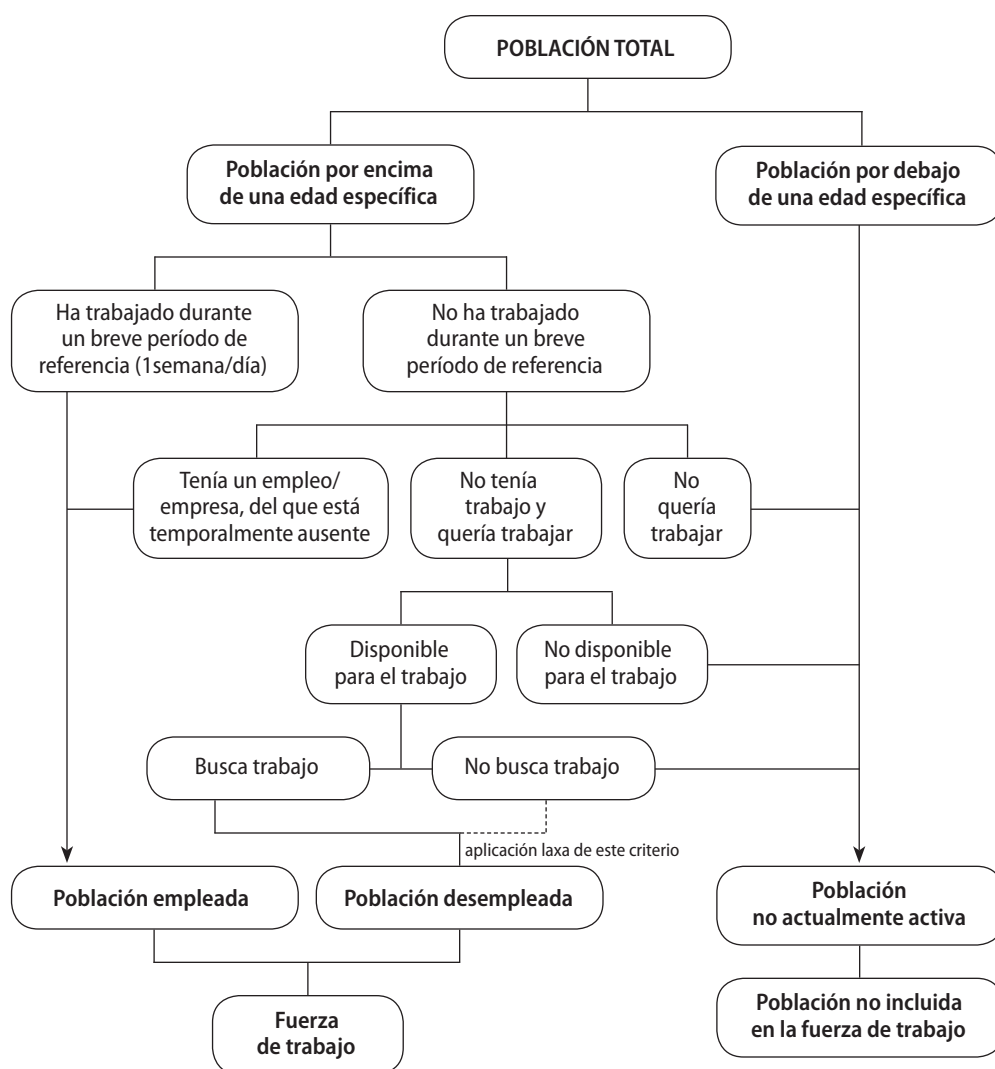 POBLACIÓN TOTAL
Población por encima
de una edad específica
Población por debajo
de una edad específica
Ha trabajado durante
un breve período de
referencia (1semana/día)
No ha trabajado
durante un breve
período de referencia
Tenía un empleo/
empresa, del que está
temporalmente ausente
No tenía
trabajo y
quería trabajar
No
quería
trabajar
Disponible
para el trabajo
No disponible
para el trabajo
Busca trabajo
No busca trabajo
aplicación laxa de este criterio
Población empleada
Población desempleada
Población
no actualmente activa
Fuerza
de trabajo
Población no incluida
en la fuerza de trabajo